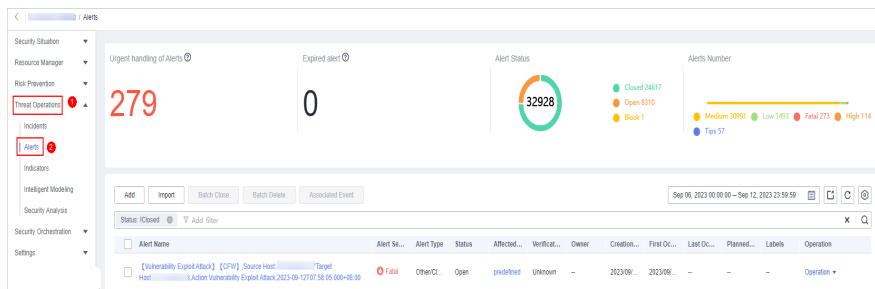 / Alerts
Security Situation
Resource Manager
Risk Prevention
Threat Operations 1
Incidents
Alerts 2
Indicators
Intelligent Modeling
Security Analysis
Security Orchestration
Settings
Urgent handling of Alerts
279
Expired alert
0
Alert Status
32928
Closed 24617
Open 8310
Block 1
Alerts Number
Medium 30991 Low 1493 Fatal 273 High 114
Tips 57
Add Import Batch Close Batch Delete Associated Event
Sep 06, 2023 00:00:00 – Sep 12, 2023 23:59:59
Status: !Closed Add filter
Alert Name Alert Se... Alert Type Status Affected... Verificat... Owner Creation... First Oc... Last Oc... Planned... Labels Operation
【Vulnerability Exploit Attack】【CFW】,Source Host: /Target
Host: ,Action:Vulnerability Exploit Attack,2023-09-12T07:58:05.000+08:00
Fatal Other/Cl... Open predefined Unknown -- 2023/09/... 2023/09/... -- -- -- Operation